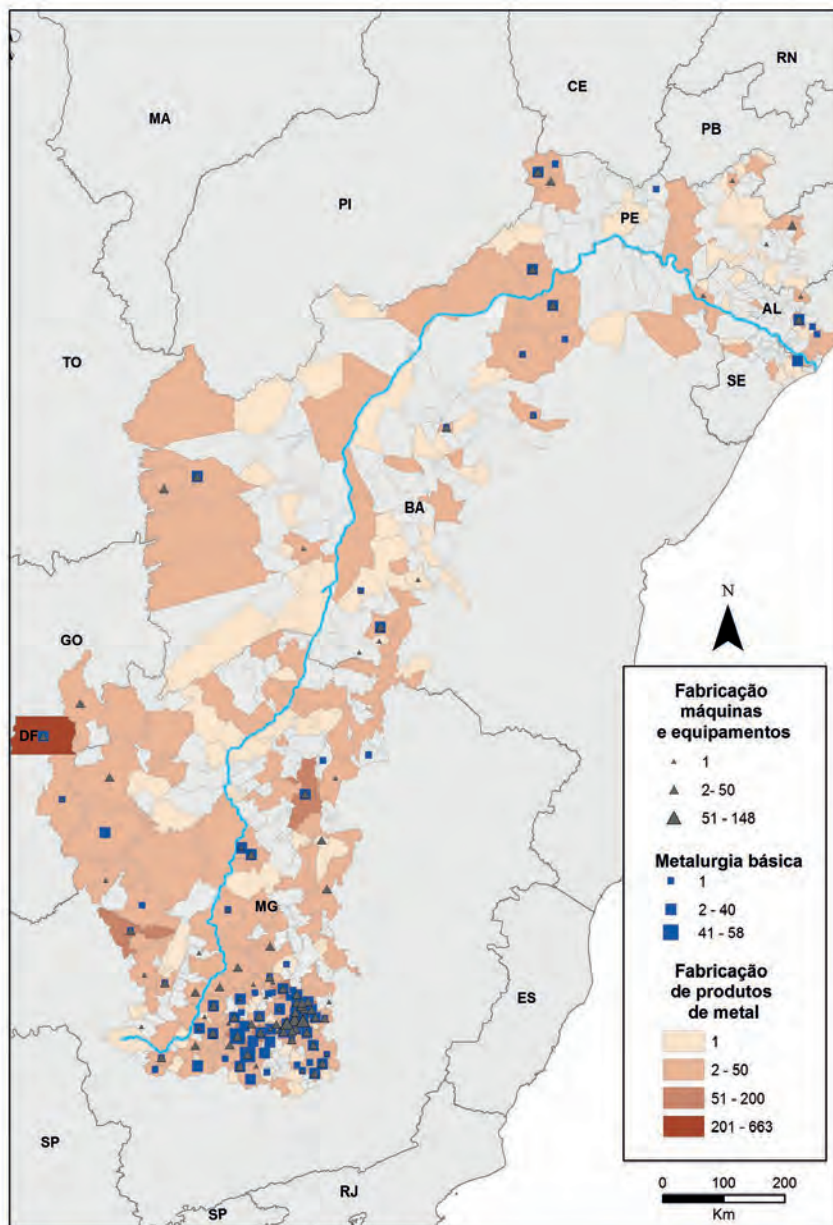 RN
CE
MA
PB
PI
PE
AL
TO
SE
BA
N
GO
DF
MG
ES
SP
RJ
SP
Fabricação
máquinas
e equipamentos
1
2- 50
51 - 148
Metalurgia básica
1
2 - 40
41 - 58
Fabricação
de produtos
de metal
1
2 - 50
51 - 200
201 - 663
0 100 200
Km